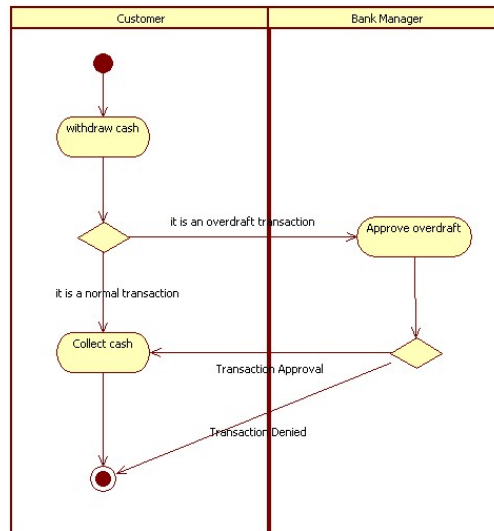 Customer
Bank Manager
withdraw cash
it is an overdraft transaction
Approve overdraft
it is a normal transaction
Collect cash
Transaction Approval
Transaction Denied